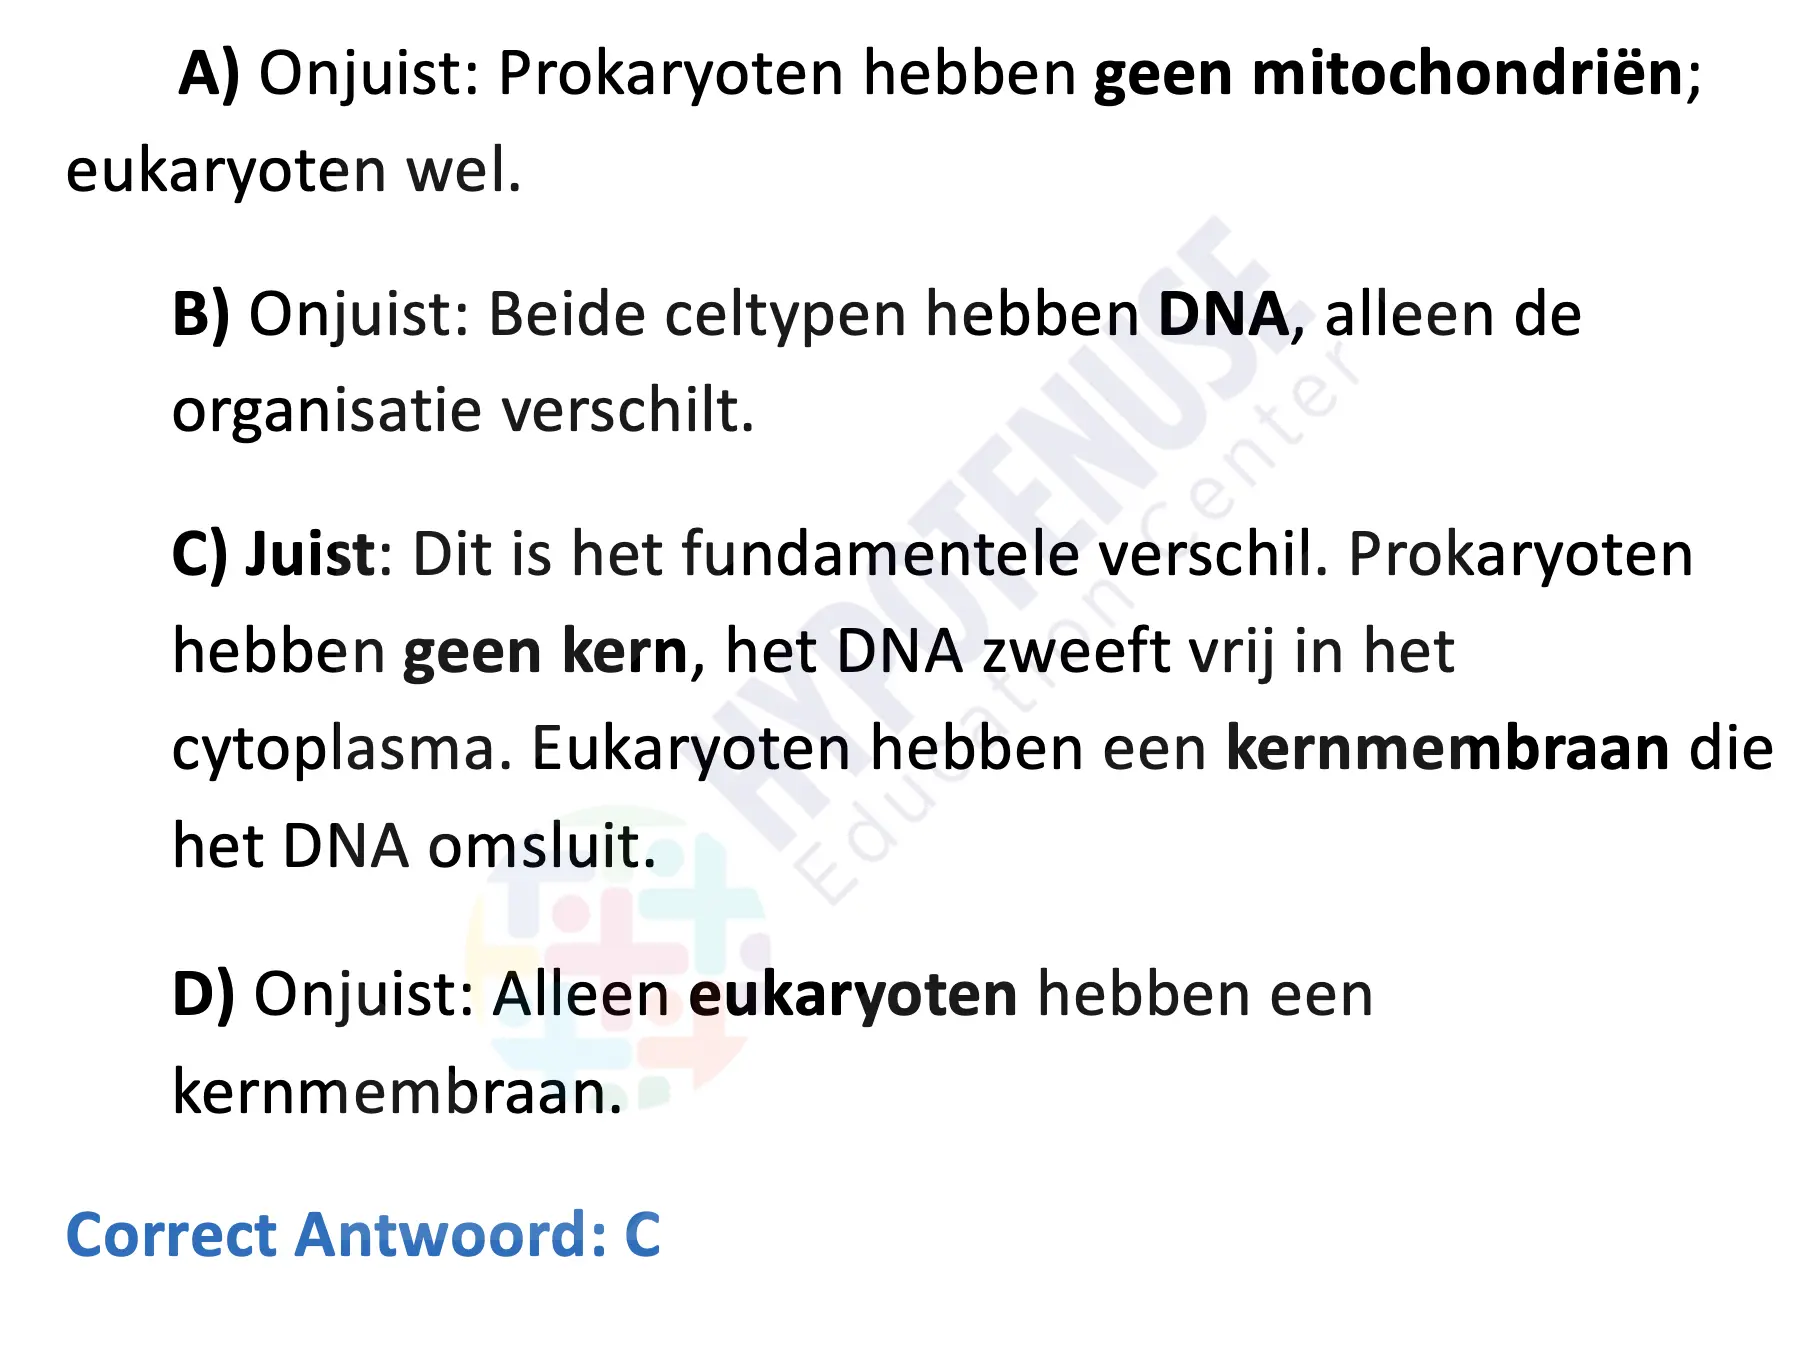 A) Onjuist: Prokaryoten hebben geen mitochondriën;
eukaryoten wel.
B) Onjuist: Beide celtypen hebben DNA, alleen de
organisatie verschilt.
C) Juist: Dit is het fundamentele verschil. Prokaryoten
hebben geen kern, het DNA zweeft vrij in het
cytoplasma. Eukaryoten hebben een kernmembraan die
het DNA omsluit.
D) Onjuist: Alleen eukaryoten hebben een
kernmembraan.
Correct Antwoord: C
HYPOTENUSE
Education Center